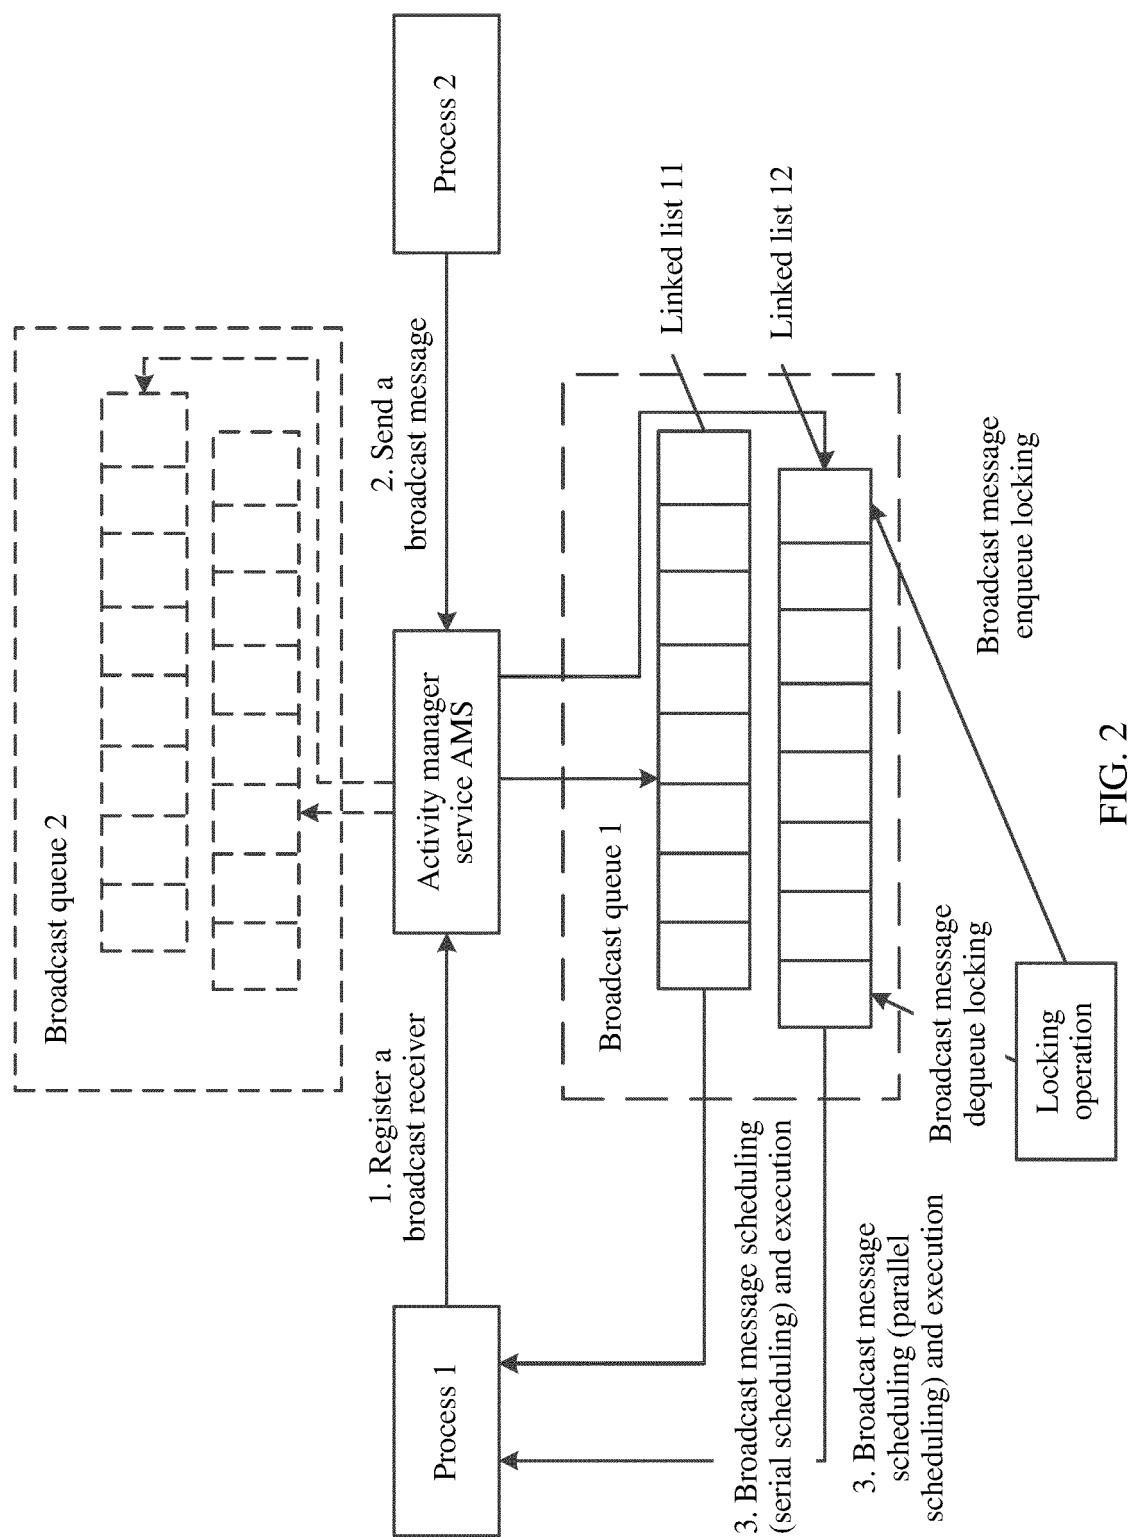 Broadcast queue 2
Process 1
1. Register a
broadcast receiver
Activity manager
service AMS
2. Send a
broadcast message
Process 2
Broadcast queue 1
Linked list 11
Linked list 12
3. Broadcast message scheduling
(serial scheduling) and execution
3. Broadcast message
scheduling (parallel
scheduling) and execution
Broadcast message
dequeue locking
Broadcast message
enqueue locking
Locking
operation
FIG. 2